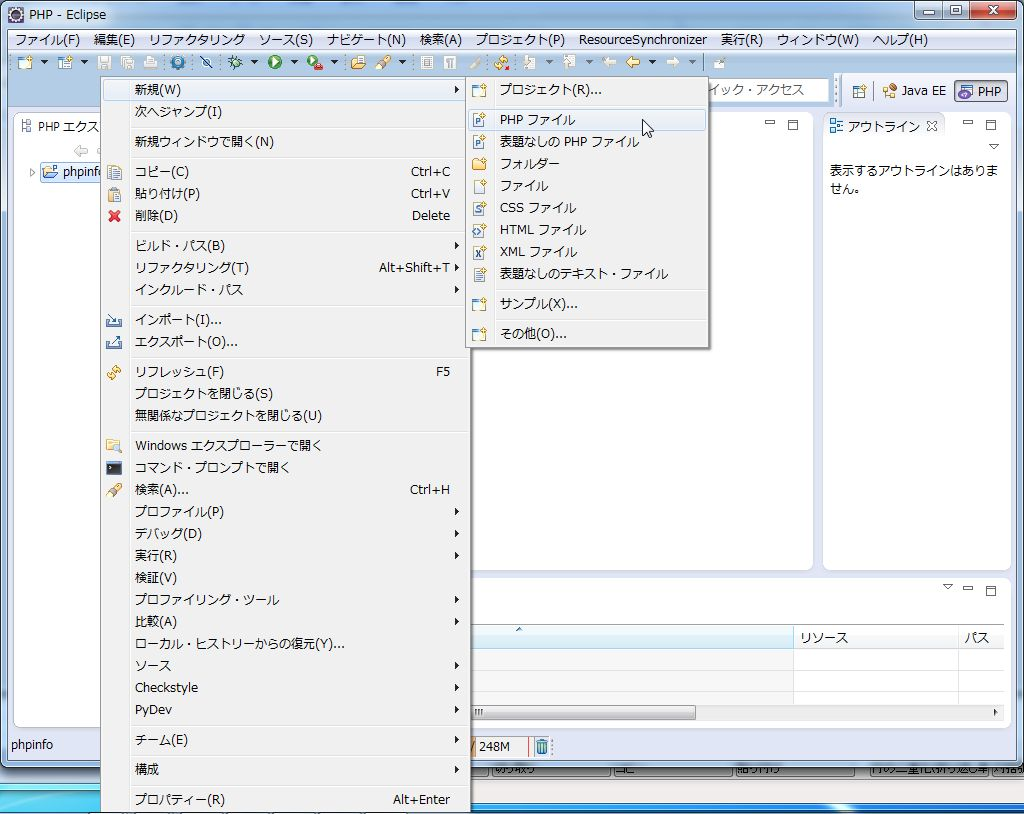 PHP - Eclipse
ファイル(F) 編集(E) リファクタリング ソース(S) ナビゲート(N) 検索(A) プロジェクト(P) ResourceSynchronizer 実行(R) ウィンドウ(W) ヘルプ(H)
イック・アクセス Java EE PHP
PHP エクス
phpinfo
新規(W)
次へジャンプ(I)
新規ウィンドウで開く(N)
コピー(C) Ctrl+C
貼り付け(P) Ctrl+V
削除(D) Delete
ビルド・パス(B)
リファクタリング(T) Alt+Shift+T
インクルード・パス
インポート(I)...
エクスポート(O)...
リフレッシュ(F) F5
プロジェクトを閉じる(S)
無関係なプロジェクトを閉じる(U)
Windows エクスプローラーで開く
コマンド・プロンプトで開く
検索(A)... Ctrl+H
プロファイル(P)
デバッグ(D)
実行(R)
検証(V)
プロファイリング・ツール
比較(A)
ローカル・ヒストリーからの復元(Y)...
ソース
Checkstyle
PyDev
チーム(E)
構成
プロパティー(R) Alt+Enter
プロジェクト(R)...
PHP ファイル
表題なしの PHP ファイル
フォルダー
ファイル
CSS ファイル
HTML ファイル
XML ファイル
表題なしのテキスト・ファイル
サンプル(X)...
その他(O)...
アウトライン
表示するアウトラインはありま
せん。
リソース パス
phpinfo
248M